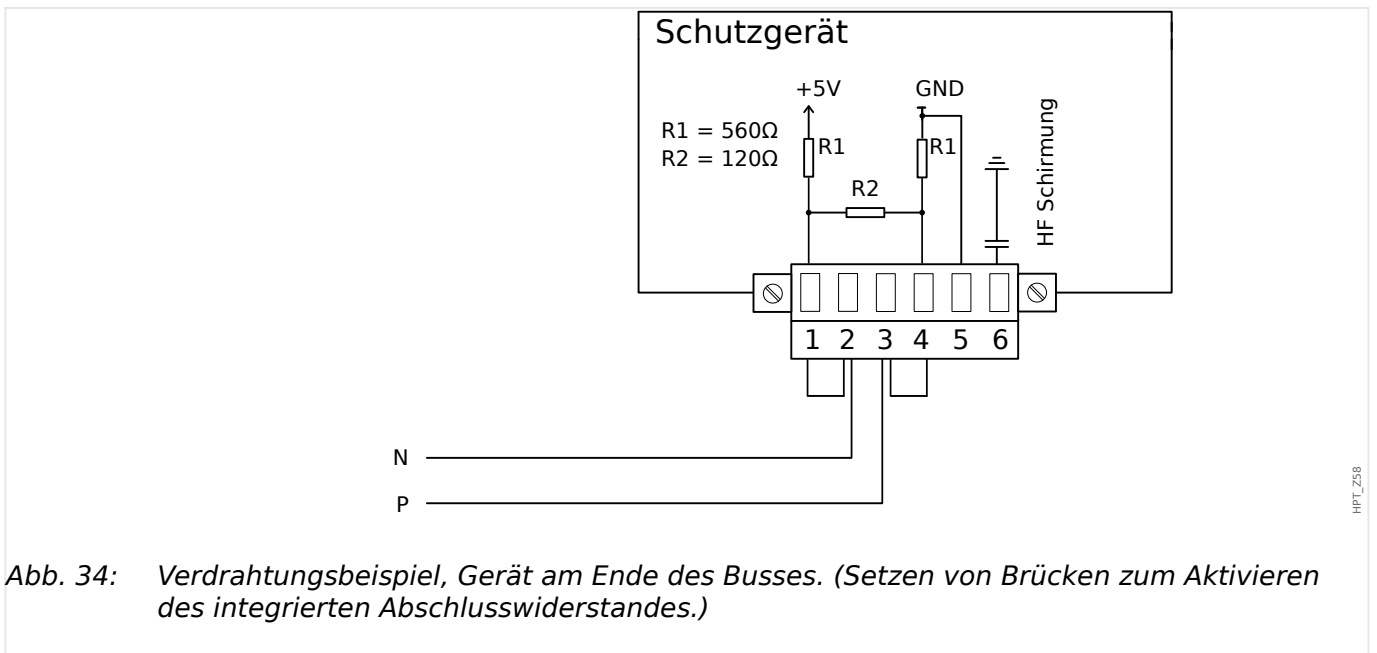 Schutzgerät
+5V
GND
R1 = 560Ω
R2 = 120Ω
R1
R1
R2
HF Schirmung
1 2 3 4 5 6
N
P
HPT_Z58
Abb. 34: Verdrahtungsbeispiel, Gerät am Ende des Busses. (Setzen von Brücken zum Aktivieren
des integrierten Abschlusswiderstandes.)